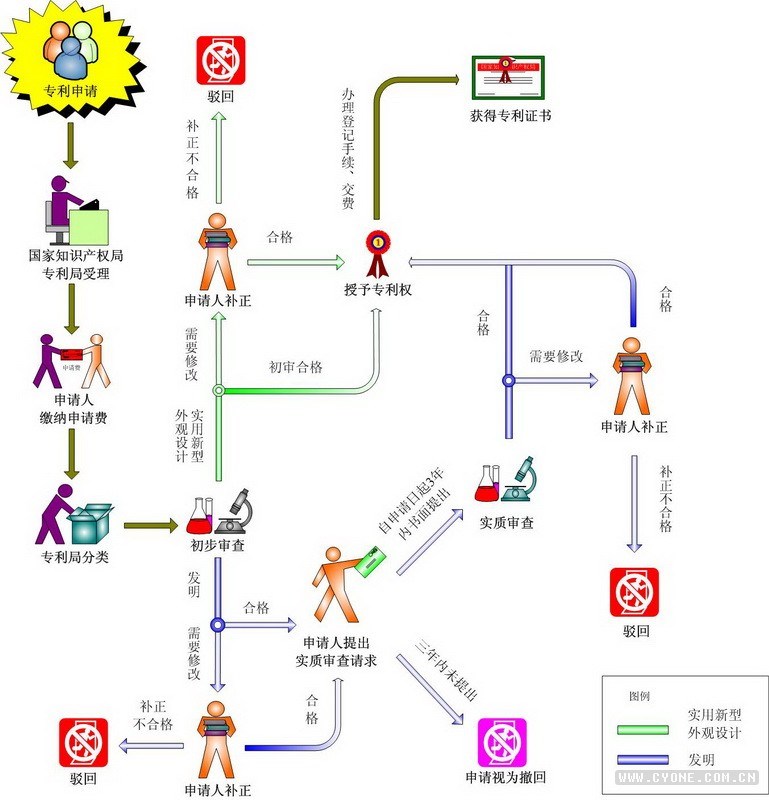 专利申请
驳回
补正不合格
办理登记手续、交费
国家知识产权局
获得专利证书
国家知识产权局
专利局受理
合格
申请人补正
授予专利权
需要修改
初审合格
合格
需要修改
合格
申请费
申请人
缴纳申请费
申请人补正
实用新型
外观设计
自申请日起3年
内书面提出
补正不合格
专利局分类
初步审查
实质审查
发明
合格
需要修改
申请人提出
实质审查请求
驳回
三年内未提出
补正
不合格
合格
驳回
申请人补正
申请视为撤回
图例
实用新型
外观设计
发明
WWW.CYONE.COM.CN